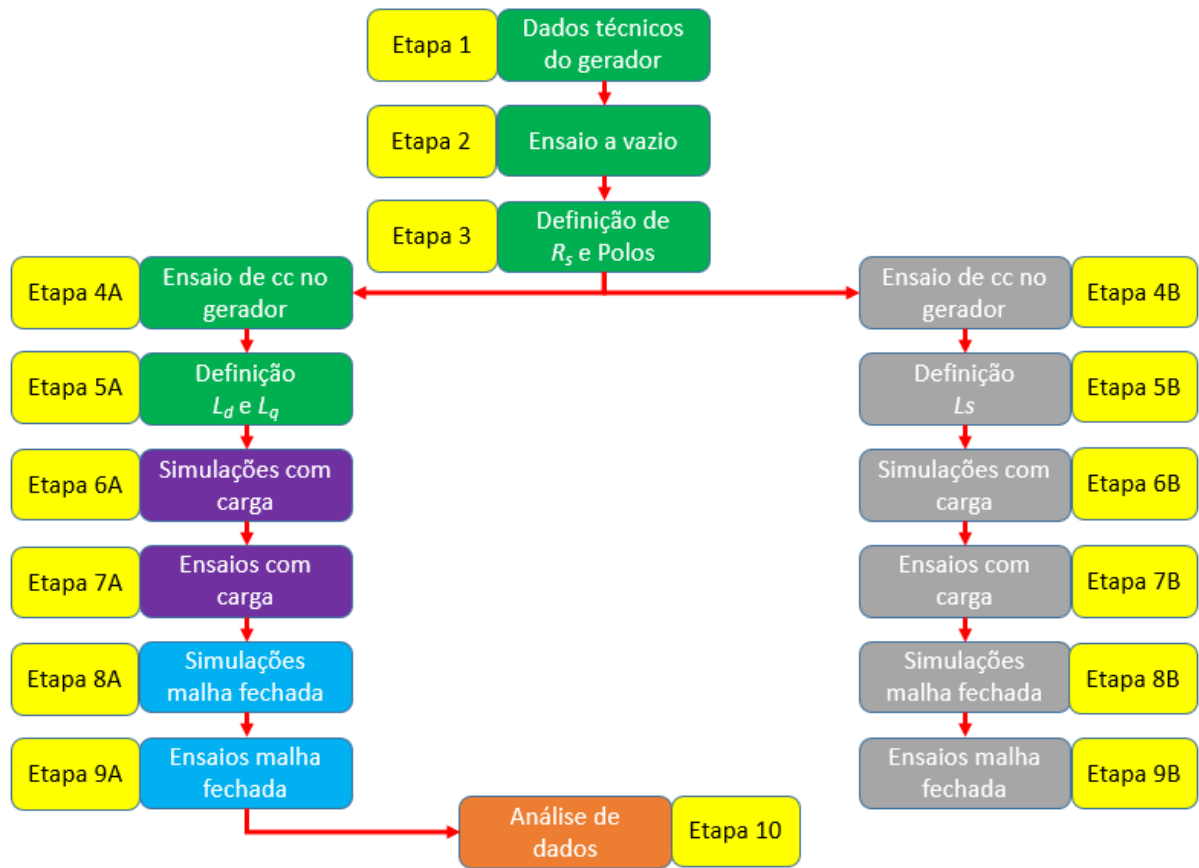 Etapa 1
Dados técnicos
do gerador
Etapa 2
Ensaio a vazio
Etapa 3
Definição de
Rs e Polos
Etapa 4A
Ensaio de cc no
gerador
Ensaio de cc no
gerador
Etapa 4B
Etapa 5A
Definição
Ld e Lq
Definição
Ls
Etapa 5B
Etapa 6A
Simulações com
carga
Simulações com
carga
Etapa 6B
Etapa 7A
Ensaios com
carga
Ensaios com
carga
Etapa 7B
Etapa 8A
Simulações
malha fechada
Simulações
malha fechada
Etapa 8B
Etapa 9A
Ensaios malha
fechada
Ensaios malha
fechada
Etapa 9B
Análise de
dados
Etapa 10